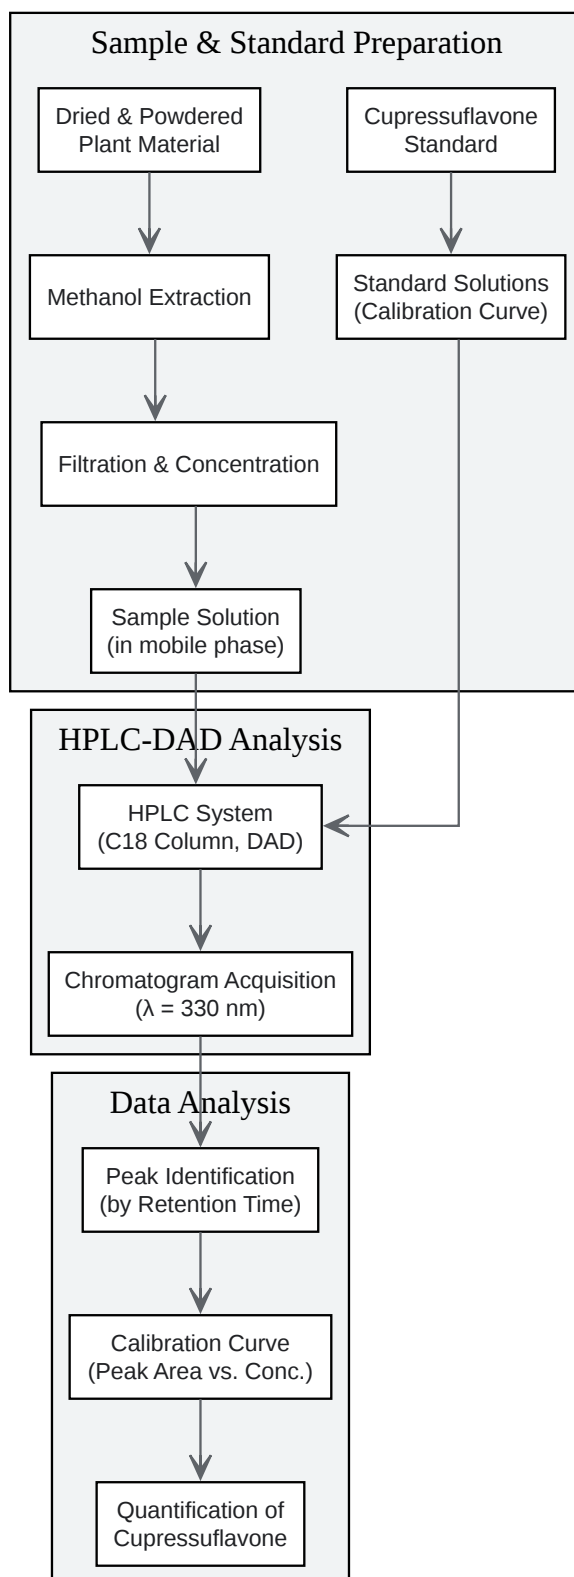 Sample & Standard Preparation
Dried & Powdered
Plant Material
Cupressuflavone
Standard
Methanol Extraction
Standard Solutions
(Calibration Curve)
Filtration & Concentration
Sample Solution
(in mobile phase)
HPLC-DAD Analysis
HPLC System
(C18 Column, DAD)
Chromatogram Acquisition
(λ = 330 nm)
Data Analysis
Peak Identification
(by Retention Time)
Calibration Curve
(Peak Area vs. Conc.)
Quantification of
Cupressuflavone